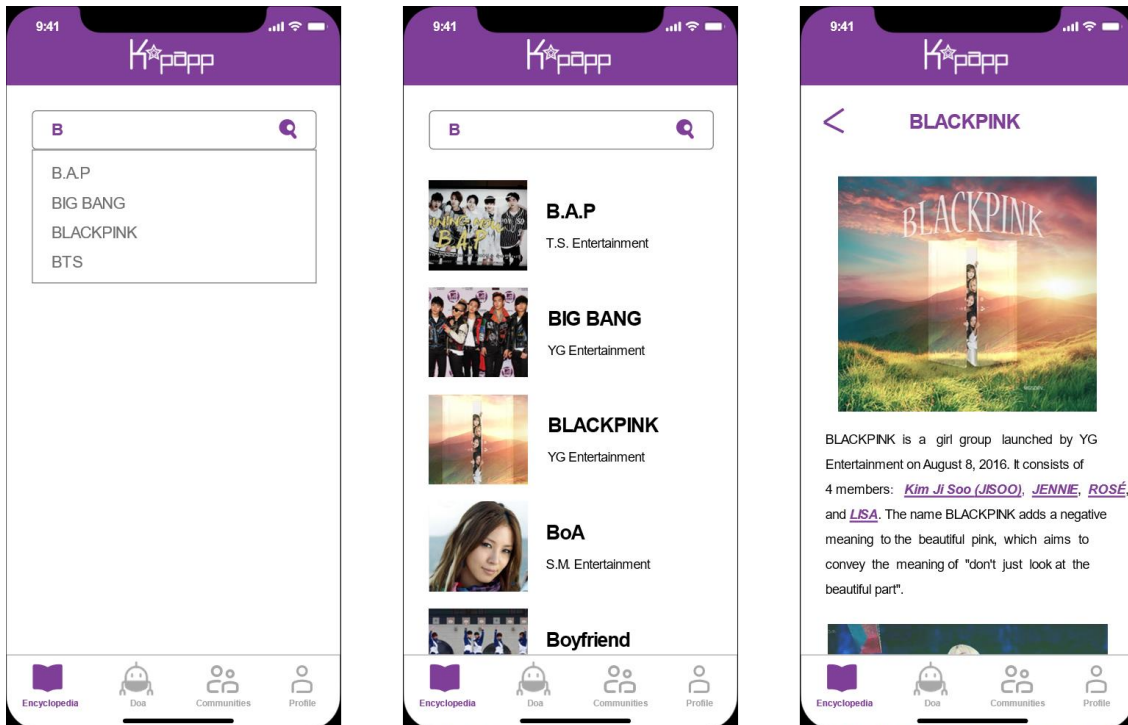 9:41
K☆papp
B
B.A.P
BIG BANG
BLACKPINK
BTS
Encyclopedia
Doa
Communities
Profile
9:41
K☆papp
B
B.A.P
B.A.P
T.S. Entertainment
BIG BANG
YG Entertainment
BLACKPINK
YG Entertainment
BoA
S.M. Entertainment
Boyfriend
Encyclopedia
Doa
Communities
Profile
9:41
K☆papp
BLACKPINK
BLACKPINK
BLACKPINK is a girl group launched by YG
Entertainment on August 8, 2016. It consists of
4 members: Kim Ji Soo (JISOO), JENNIE, ROSÉ,
and LISA. The name BLACKPINK adds a negative
meaning to the beautiful pink, which aims to
convey the meaning of "don't just look at the
beautiful part".
Encyclopedia
Doa
Communities
Profile